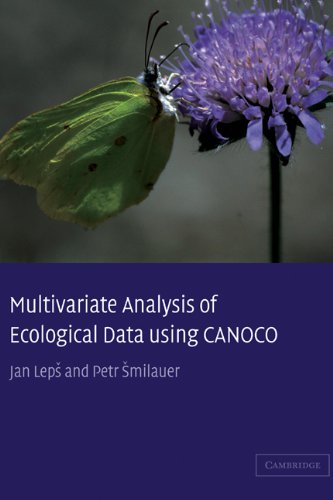 Multivariate Analysis of
Ecological Data using CANOCO
Jan Lepš and Petr Šmilauer
CAMBRIDGE